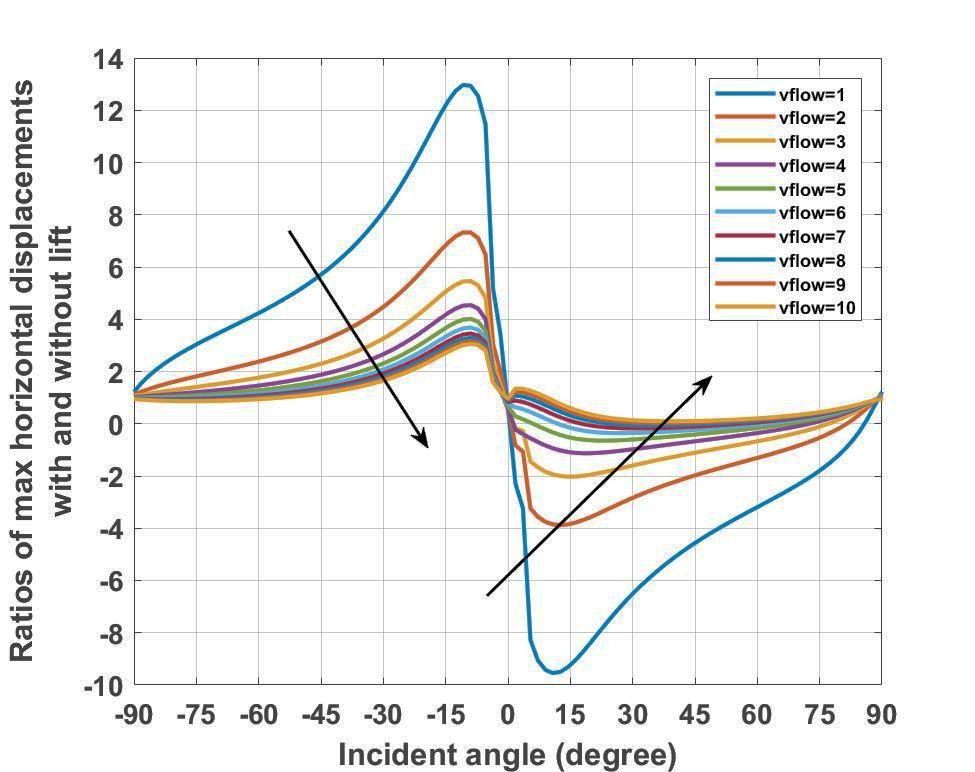 Ratios of max horizontal displacements
with and without lift
14
12
10
8
6
4
2
0
-2
-4
-6
-8
-10
-90 -75 -60 -45 -30 -15 0 15 30 45 60 75 90
Incident angle (degree)
vflow=1
vflow=2
vflow=3
vflow=4
vflow=5
vflow=6
vflow=7
vflow=8
vflow=9
vflow=10